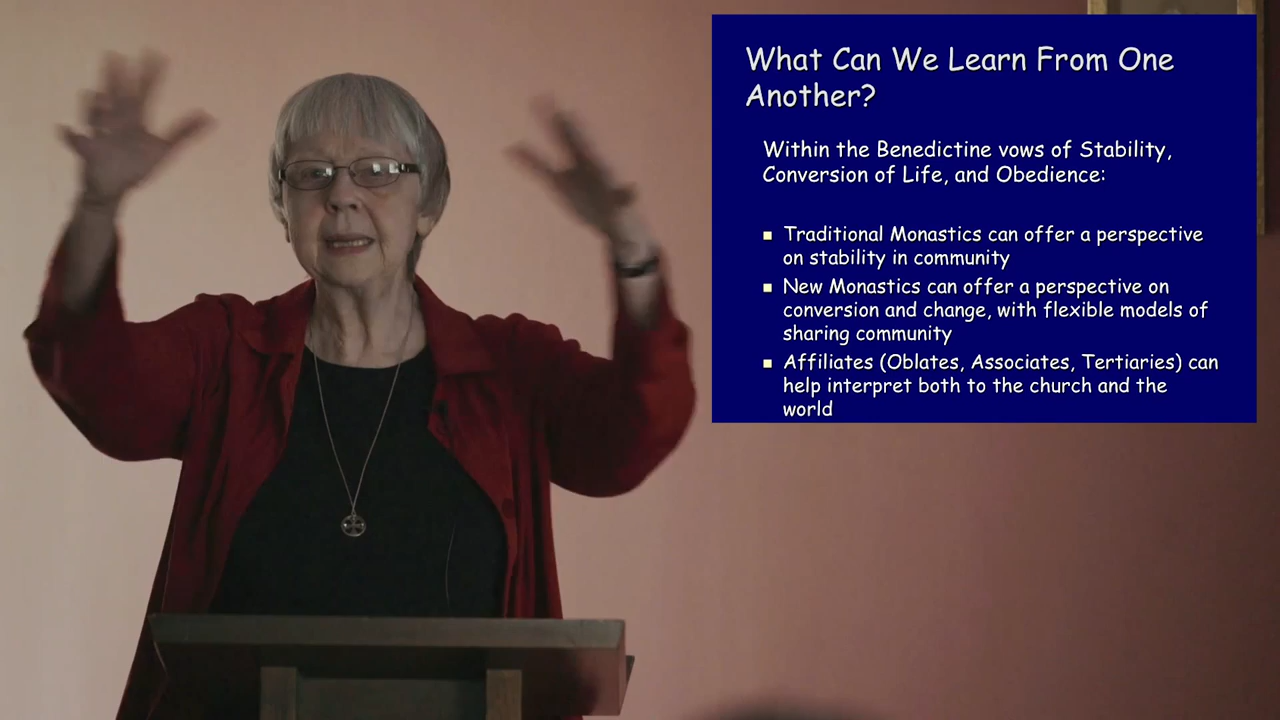 What Can We Learn From One
Another?
Within the Benedictine vows of Stability,
Conversion of Life, and Obedience:
Traditional Monastics can offer a perspective
on stability in community
New Monastics can offer a perspective on
conversion and change, with flexible models of
sharing community
Affiliates (Oblates, Associates, Tertiaries) can
help interpret both to the church and the
world